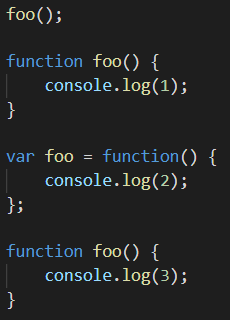 foo();

function foo() {
    console.log(1);
}

var foo = function() {
    console.log(2);
};

function foo() {
    console.log(3);
}